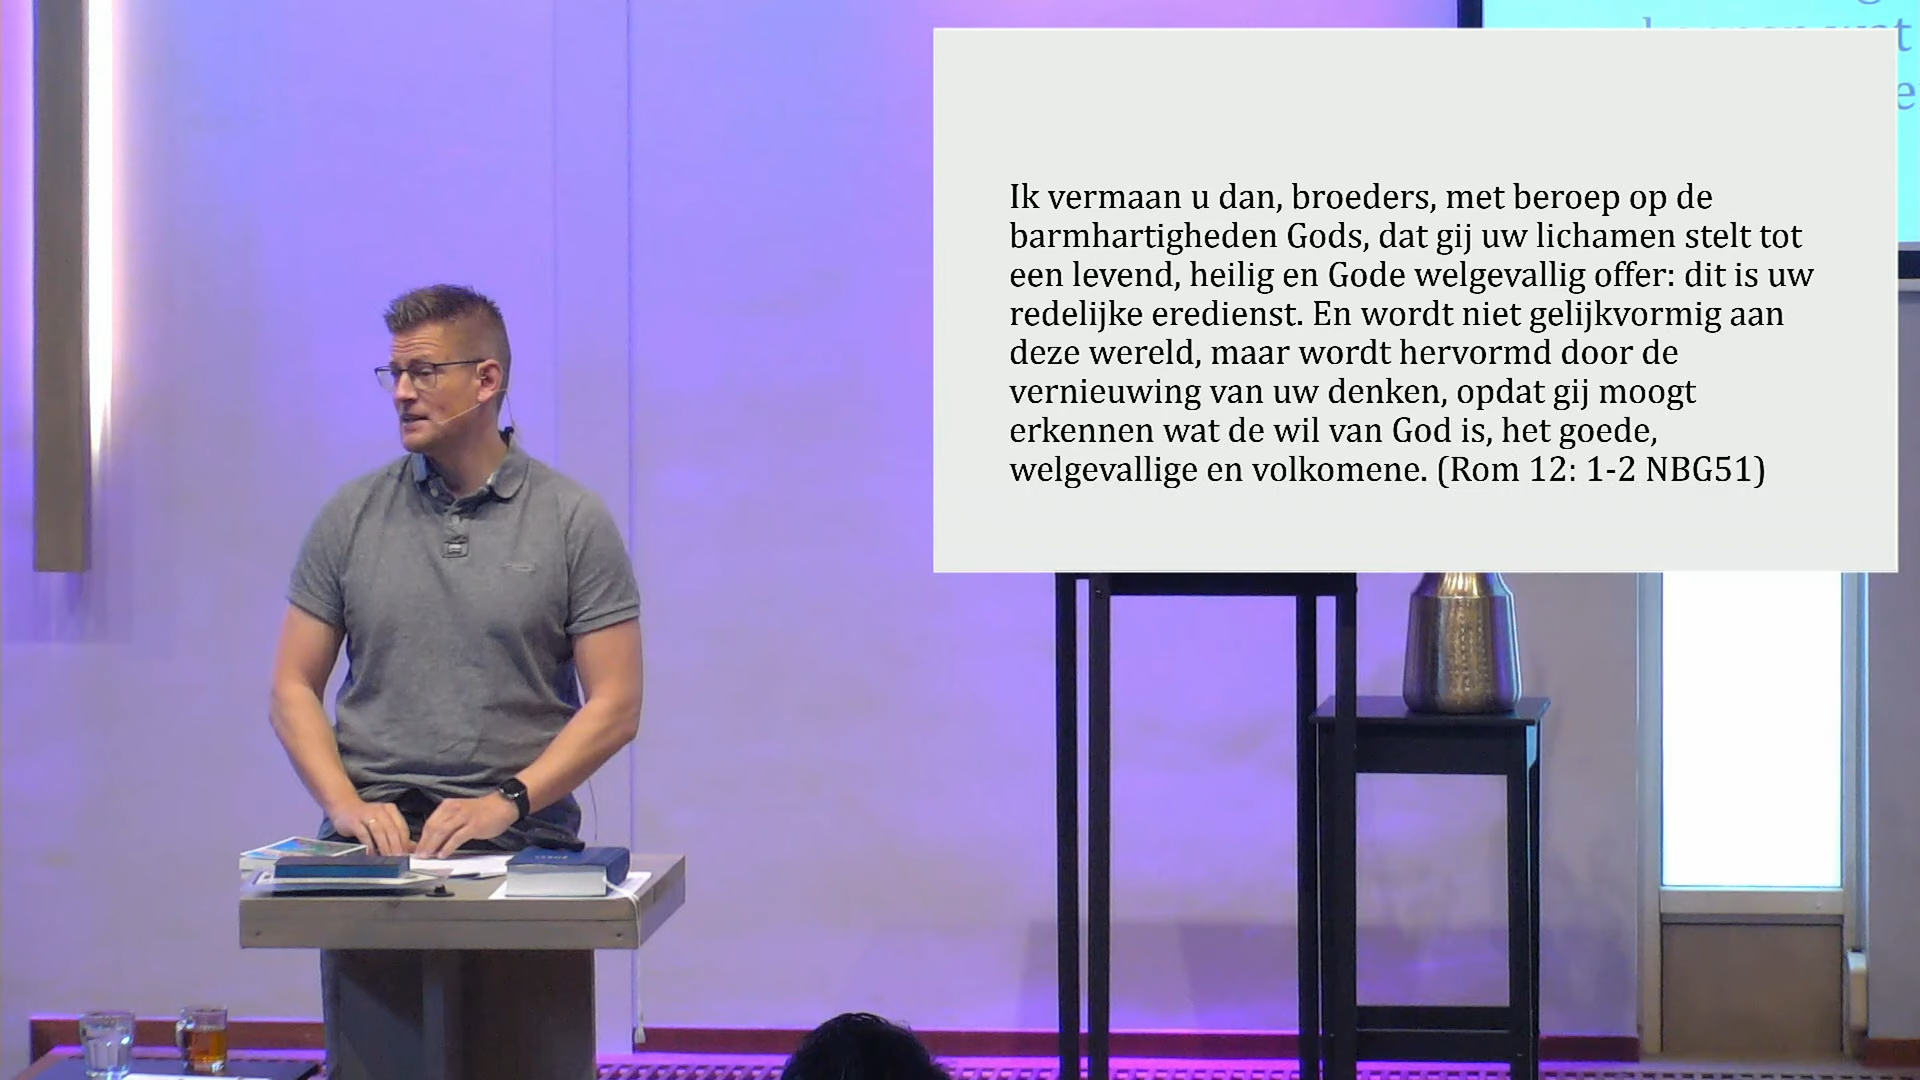 Ik vermaan u dan, broeders, met beroep op de
barmhartigheden Gods, dat gij uw lichamen stelt tot
een levend, heilig en Gode welgevallig offer: dit is uw
redelijke eredienst. En wordt niet gelijkvormig aan
deze wereld, maar wordt hervormd door de
vernieuwing van uw denken, opdat gij moogt
erkennen wat de wil van God is, het goede,
welgevallige en volkomene. (Rom 12: 1-2 NBG51)